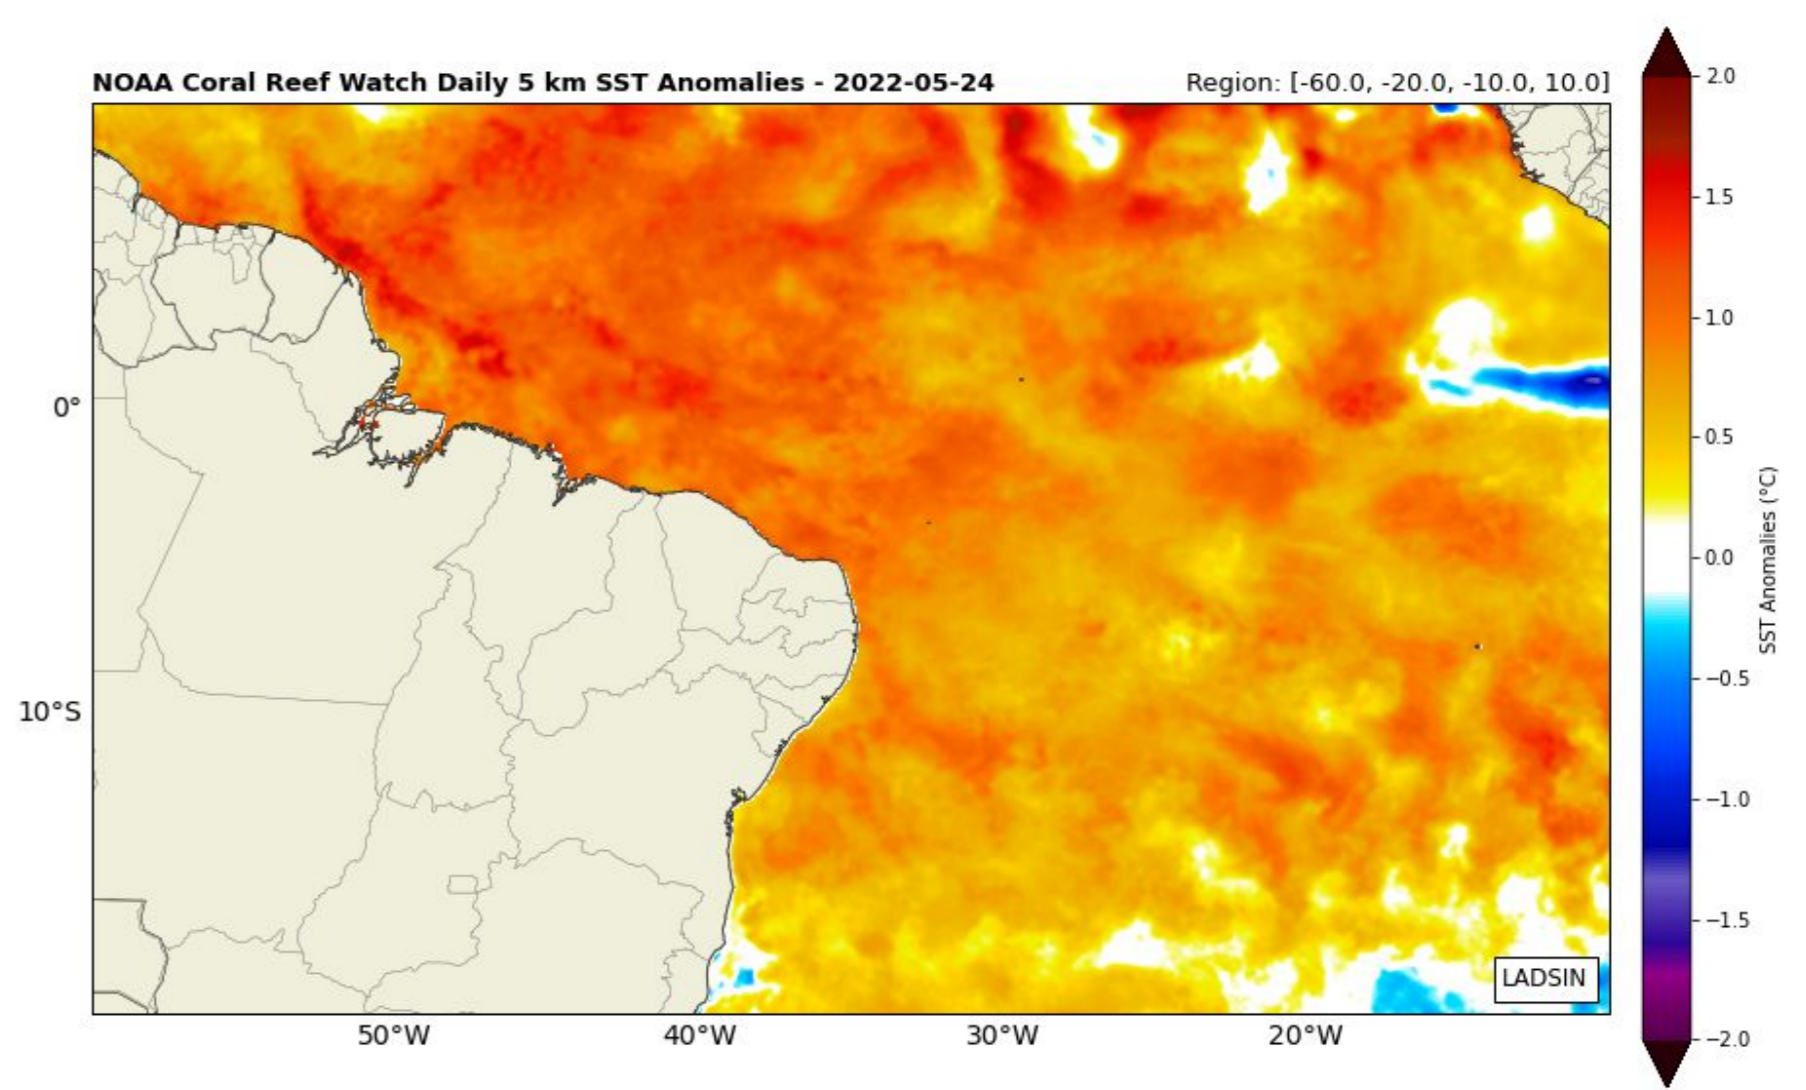 NOAA Coral Reef Watch Daily 5 km SST Anomalies - 2022-05-24
Region: [-60.0, -20.0, -10.0, 10.0]
2.0
1.5
1.0
0.5
0.0
−0.5
−1.0
−1.5
−2.0
SST Anomalies (°C)
0°
10°S
LADSIN
50°W
40°W
30°W
20°W